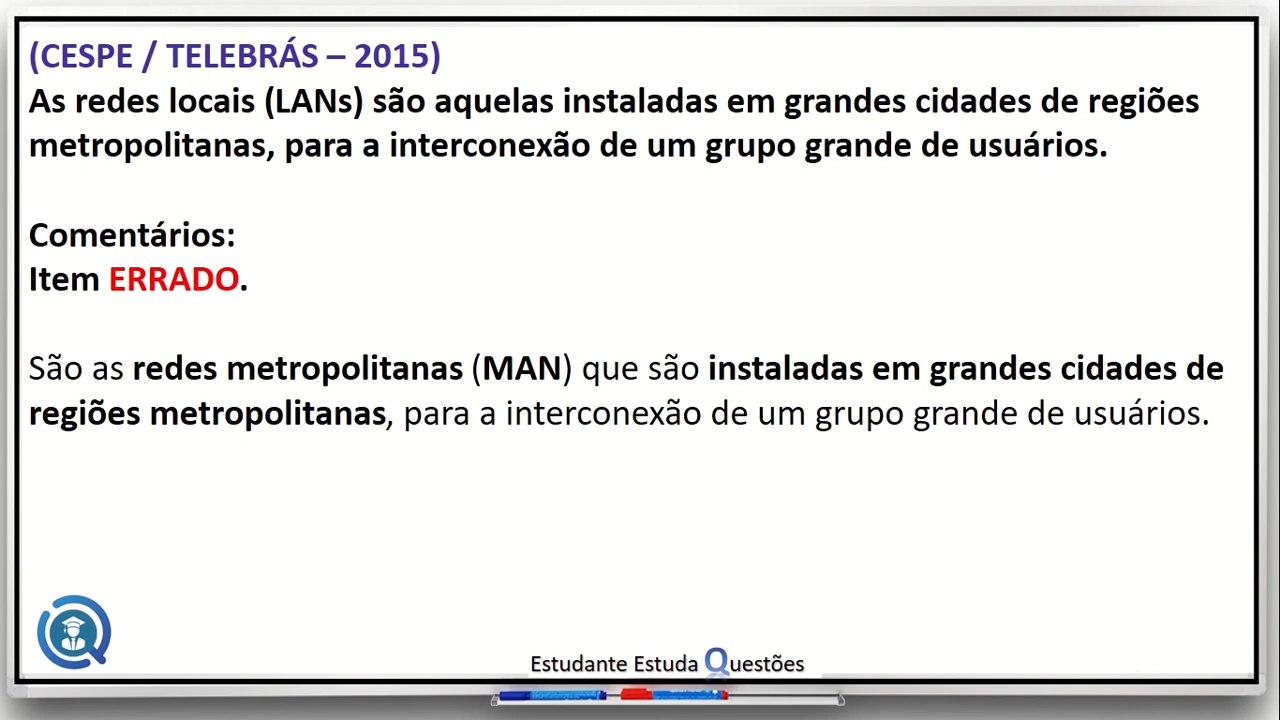 (CESPE / TELEBRÁS – 2015)
As redes locais (LANs) são aquelas instaladas em grandes cidades de regiões
metropolitanas, para a interconexão de um grupo grande de usuários.
Comentários:
Item ERRADO.
São as redes metropolitanas (MAN) que são instaladas em grandes cidades de
regiões metropolitanas, para a interconexão de um grupo grande de usuários.
Estudante Estuda Questões